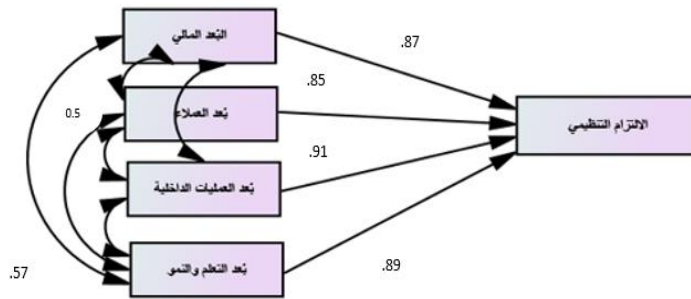 البُعد المالي
.87
بُعد العملاء
.85
0.5
الالتزام التنظيمي
بُعد العمليات الداخلية
.91
بُعد التعلم والنمو
.89
.57